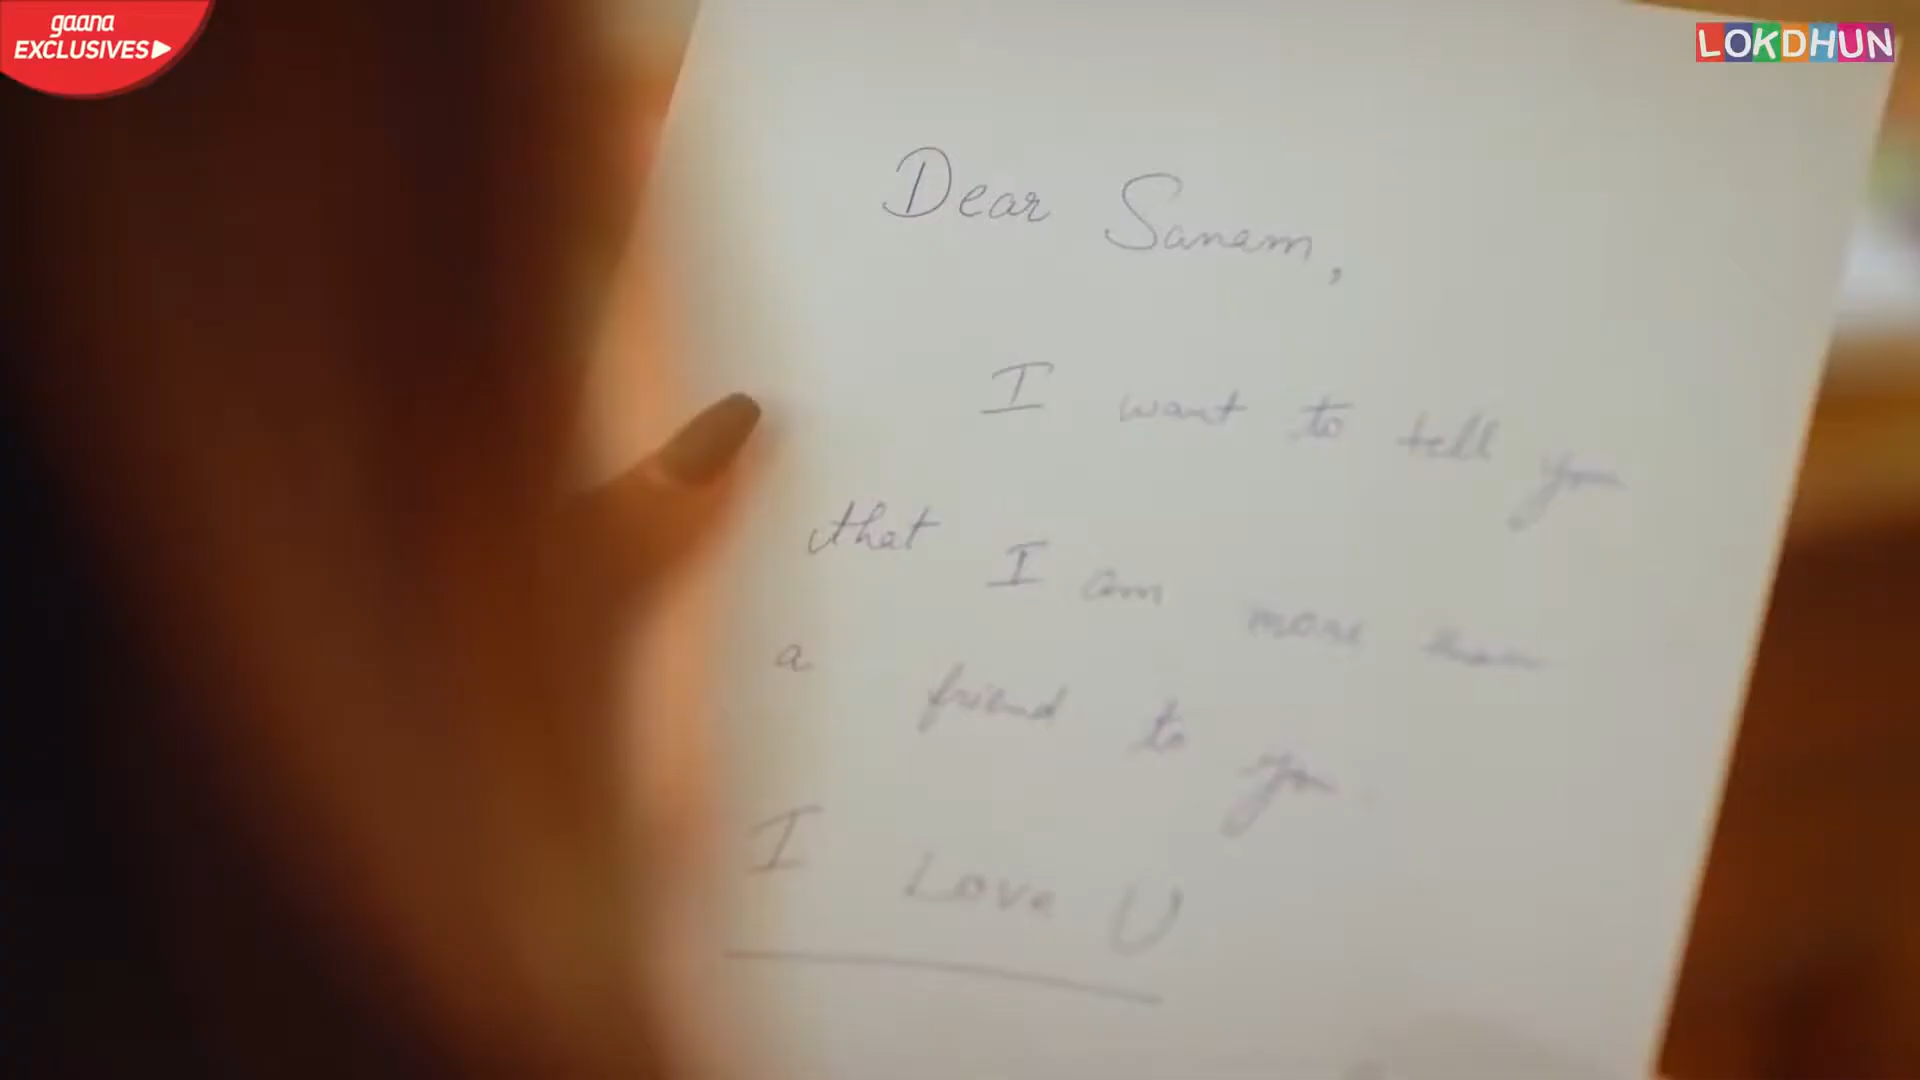 gaana
EXCLUSIVES
LOKDHUN
Dear Sanam,
I want to tell you
that I am more than
a friend to you.
I Love U